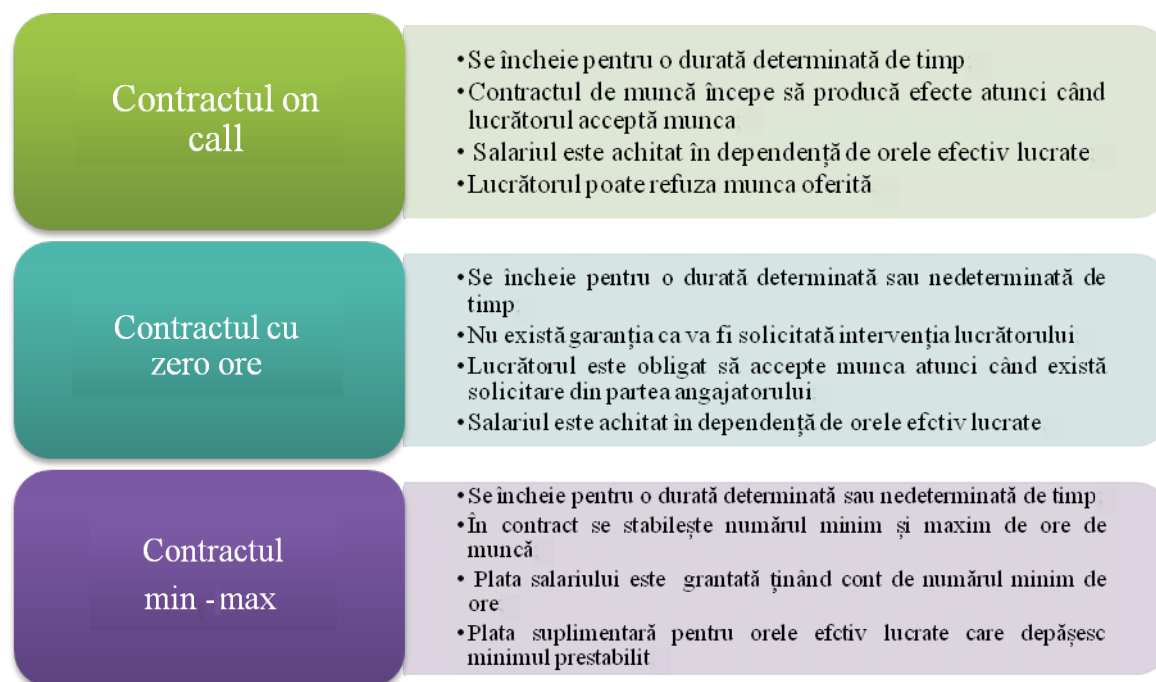 Contractul on
call
•Se încheie pentru o durată determinată de timp;
•Contractul de muncă începe să producă efecte atunci când
lucrătorul acceptă munca;
• Salariul este achitat în dependență de orele efectiv lucrate;
•Lucrătorul poate refuza munca oferită.
Contractul cu
zero ore
•Se încheie pentru o durată determinată sau nedeterminată de
timp;
•Nu există garanția ca va fi solicitată intervenția lucrătorului;
•Lucrătorul este obligat să accepte munca atunci când există
solicitare din partea angajatorului;
•Salariul este achitat în dependență de orele efctiv lucrate.
Contractul
min - max
•Se încheie pentru o durată determinată sau nedeterminată de timp;
•În contract se stabilește numărul minim și maxim de ore de
muncă;
• Plata salariului este grantată ținând cont de numărul minim de
ore;
•Plata suplimentară pentru orele efctiv lucrate care depășesc
minimul prestabilit.